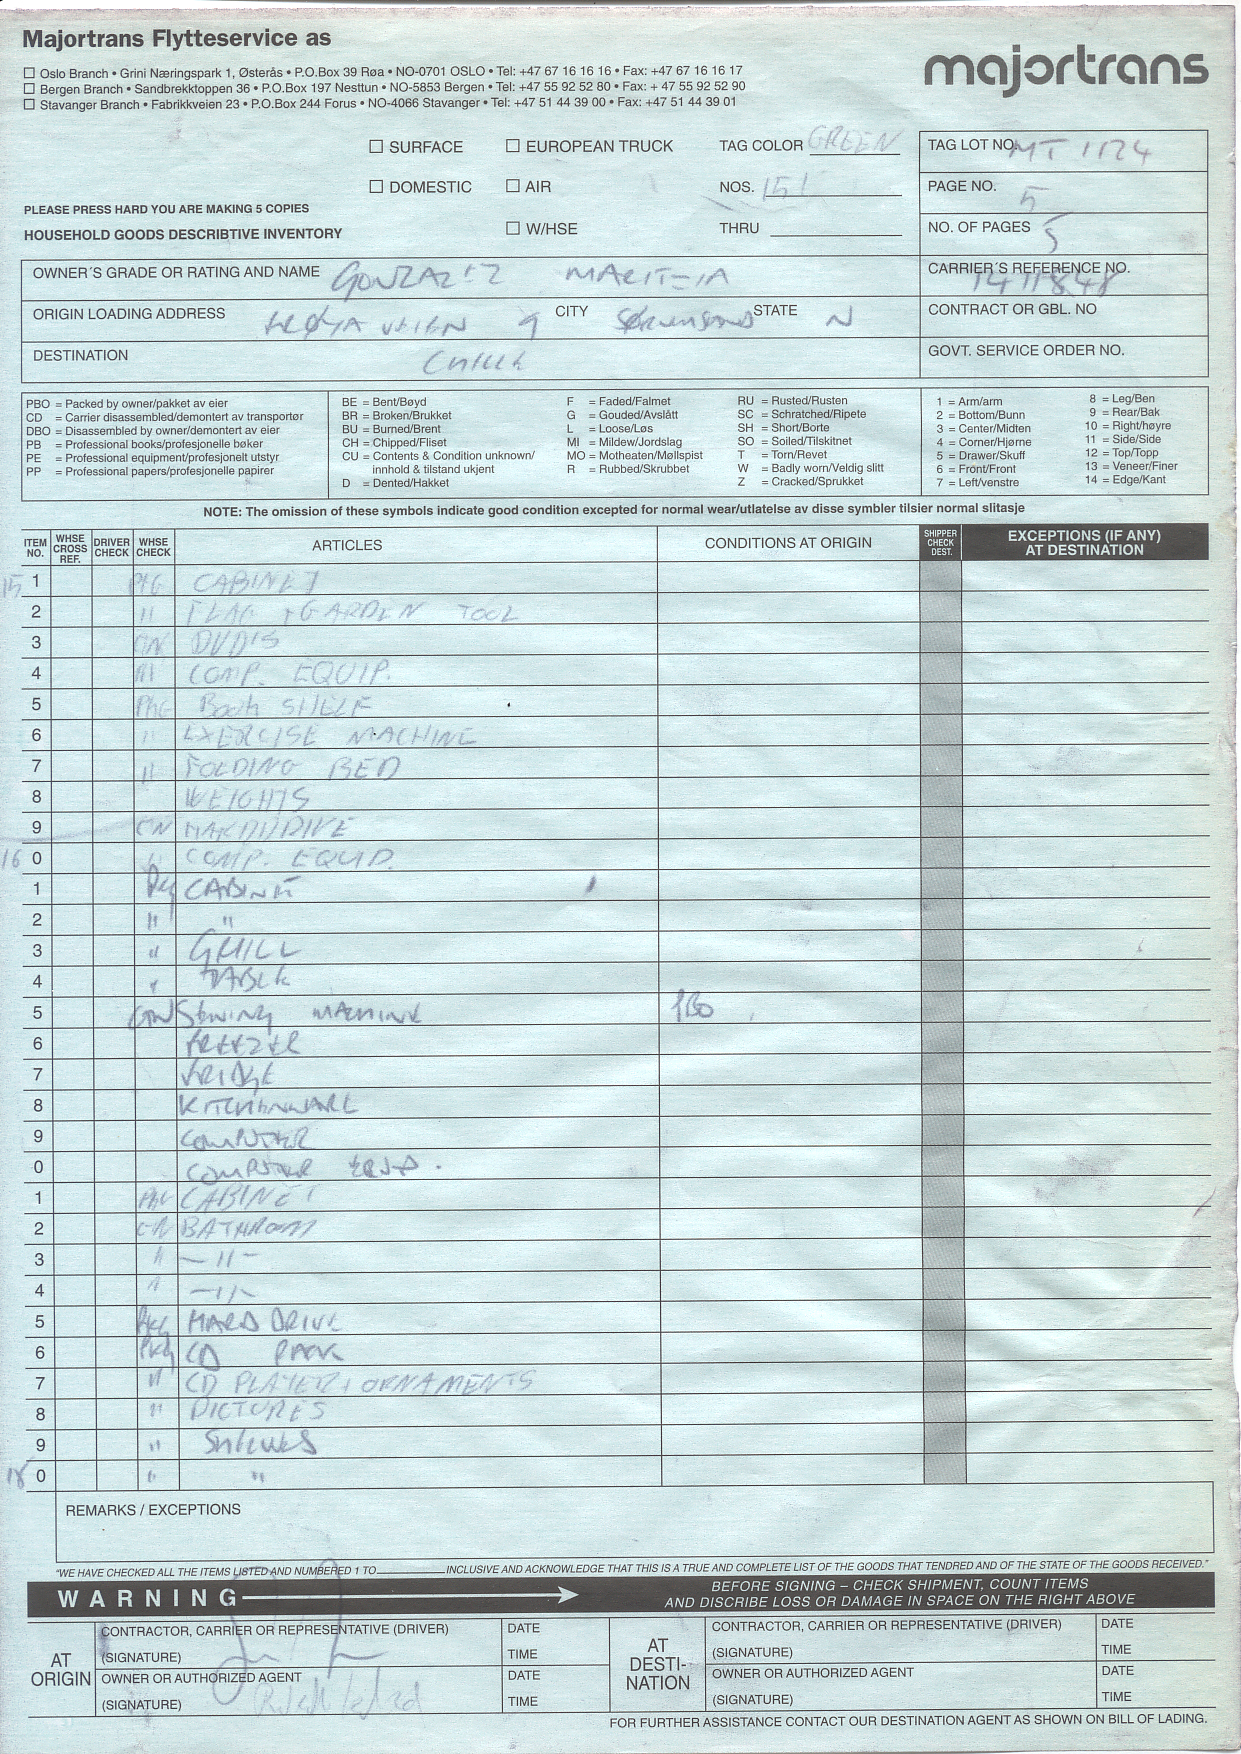 Majortrans Flytteservice as
majortrans
☐ Oslo Branch • Grini Næringspark 1, Østerås • P.O.Box 39 Røa • NO-0701 OSLO • Tel: +47 67 16 16 16 • Fax: +47 67 16 16 17
☐ Bergen Branch • Sandbrekktoppen 36 • P.O.Box 197 Nesttun • NO-5853 Bergen • Tel: +47 55 92 52 80 • Fax: + 47 55 92 52 90
☐ Stavanger Branch • Fabrikkveien 23 • P.O.Box 244 Forus • NO-4066 Stavanger • Tel: +47 51 44 39 00 • Fax: +47 51 44 39 01
☐ SURFACE ☐ EUROPEAN TRUCK TAG COLOR GREEN TAG LOT NO. MT 1124
☐ DOMESTIC ☐ AIR NOS. 151 PAGE NO. 5
PLEASE PRESS HARD YOU ARE MAKING 5 COPIES
HOUSEHOLD GOODS DESCRIBTIVE INVENTORY ☐ W/HSE THRU NO. OF PAGES 5
OWNER´S GRADE OR RATING AND NAME GONZALEZ CARRIER´S REFERENCE NO. 1411848
ORIGIN LOADING ADDRESS 9 CITY STATE N CONTRACT OR GBL. NO
DESTINATION CHILE GOVT. SERVICE ORDER NO.
PBO = Packed by owner/pakket av eier
CD = Carrier disassembled/demontert av transportør
DBO = Disassembled by owner/demontert av eier
PB = Professional books/profesjonelle bøker
PE = Professional equipment/profesjonelt utstyr
PP = Professional papers/profesjonelle papirer
BE = Bent/Bøyd
BR = Broken/Brukket
BU = Burned/Brent
CH = Chipped/Fliset
CU = Contents & Condition unknown/
innhold & tilstand ukjent
D = Dented/Hakket
F = Faded/Falmet
G = Gouded/Avslått
L = Loose/Løs
MI = Mildew/Jordslag
MO = Motheaten/Møllspist
R = Rubbed/Skrubbet
RU = Rusted/Rusten
SC = Schratched/Ripete
SH = Short/Borte
SO = Soiled/Tilskitnet
T = Torn/Revet
W = Badly worn/Veldig slitt
Z = Cracked/Sprukket
1 = Arm/arm
2 = Bottom/Bunn
3 = Center/Midten
4 = Corner/Hjørne
5 = Drawer/Skuff
6 = Front/Front
7 = Left/venstre
8 = Leg/Ben
9 = Rear/Bak
10 = Right/høyre
11 = Side/Side
12 = Top/Topp
13 = Veneer/Finer
14 = Edge/Kant
NOTE: The omission of these symbols indicate good condition excepted for normal wear/utlatelse av disse symbler tilsier normal slitasje
ITEM NO. WHSE CROSS REF. DRIVER CHECK WHSE CHECK ARTICLES CONDITIONS AT ORIGIN SHIPPER CHECK DEST. EXCEPTIONS (IF ANY) AT DESTINATION
15 1 PKG CABINET
2 " FLAG + GARDEN TOOL
3 CN DVD'S
4 " COMP. EQUIP.
5 PKG Book SHELF
6 " EXERCISE MACHINE
7 " FOLDING BED
8 WEIGHTS
9 CN
16 0 " COMP. EQUIP.
1 Pkg CABINET
2 " "
3 " GRILL
4 " TABLE
5 CTN SEWING MACHINE PBO
6 FREEZER
7 FRIDGE
8 KITCHENWARE
9 COMPUTER
0 COMPUTER EQUIP.
1 PKG CABINET
2 CN BATHROOM
3 " — " —
4 " — " —
5 Pkg HARD DRIVE
6 Pkg CD RACK
7 " CD PLAYER + ORNAMENTS
8 " PICTURES
9 " SHELVES
18 0 " "
REMARKS / EXCEPTIONS
"WE HAVE CHECKED ALL THE ITEMS LISTED AND NUMBERED 1 TO INCLUSIVE AND ACKNOWLEDGE THAT THIS IS A TRUE AND COMPLETE LIST OF THE GOODS THAT TENDRED AND OF THE STATE OF THE GOODS RECEIVED."
WARNING BEFORE SIGNING – CHECK SHIPMENT, COUNT ITEMS
AND DISCRIBE LOSS OR DAMAGE IN SPACE ON THE RIGHT ABOVE
AT ORIGIN
CONTRACTOR, CARRIER OR REPRESENTATIVE (DRIVER) DATE
(SIGNATURE) TIME
OWNER OR AUTHORIZED AGENT DATE
(SIGNATURE) TIME
AT DESTI-NATION
CONTRACTOR, CARRIER OR REPRESENTATIVE (DRIVER) DATE
(SIGNATURE) TIME
OWNER OR AUTHORIZED AGENT DATE
(SIGNATURE) TIME
FOR FURTHER ASSISTANCE CONTACT OUR DESTINATION AGENT AS SHOWN ON BILL OF LADING.